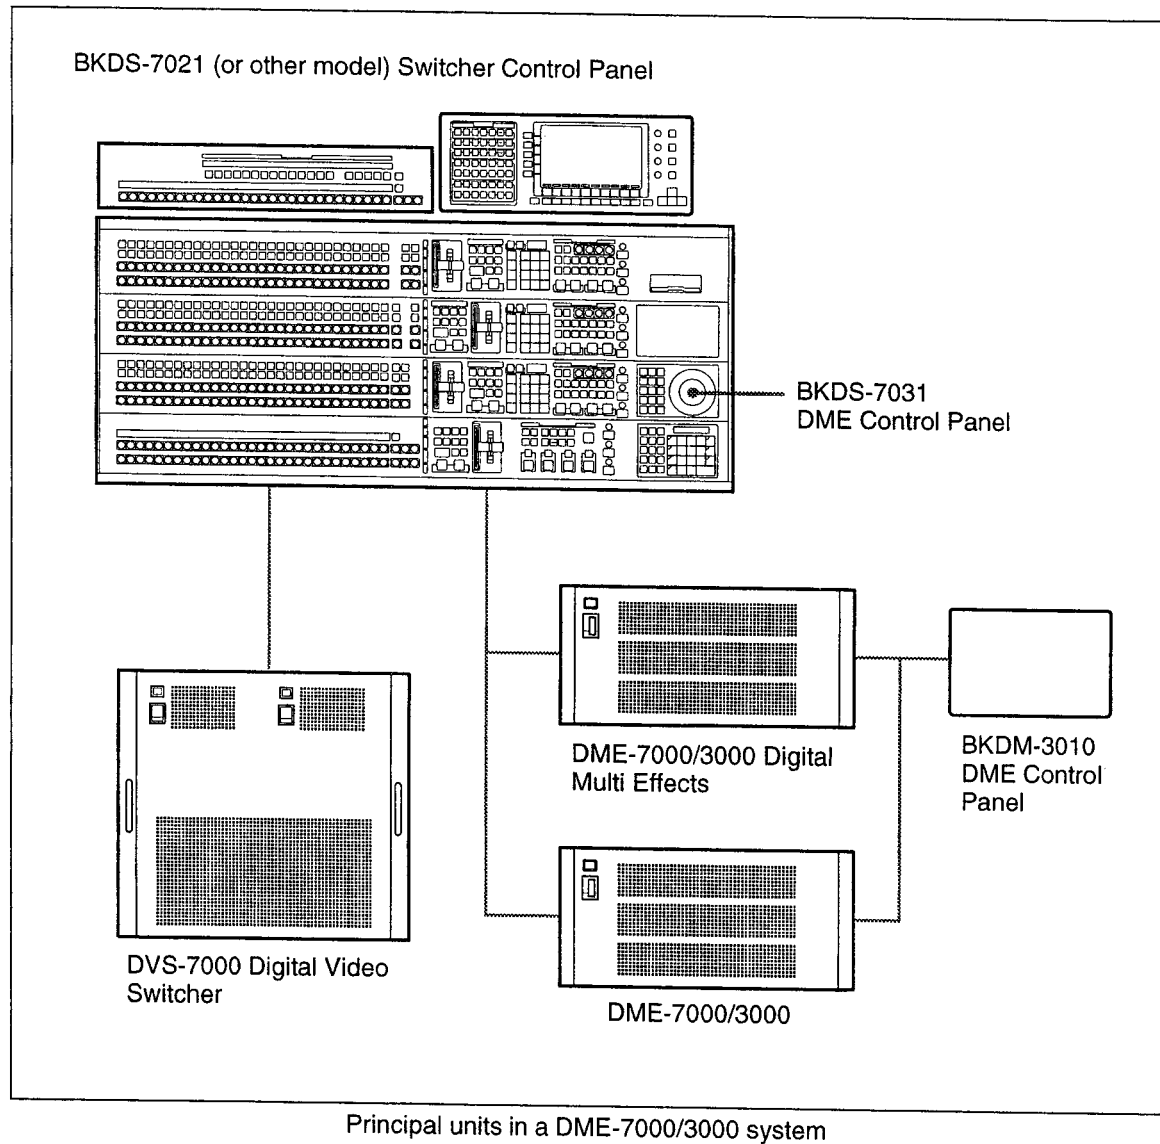 BKDS-7021 (or other model) Switcher Control Panel
BKDS-7031
DME Control Panel
DME-7000/3000 Digital
Multi Effects
BKDM-3010
DME Control
Panel
DVS-7000 Digital Video
Switcher
DME-7000/3000
Principal units in a DME-7000/3000 system